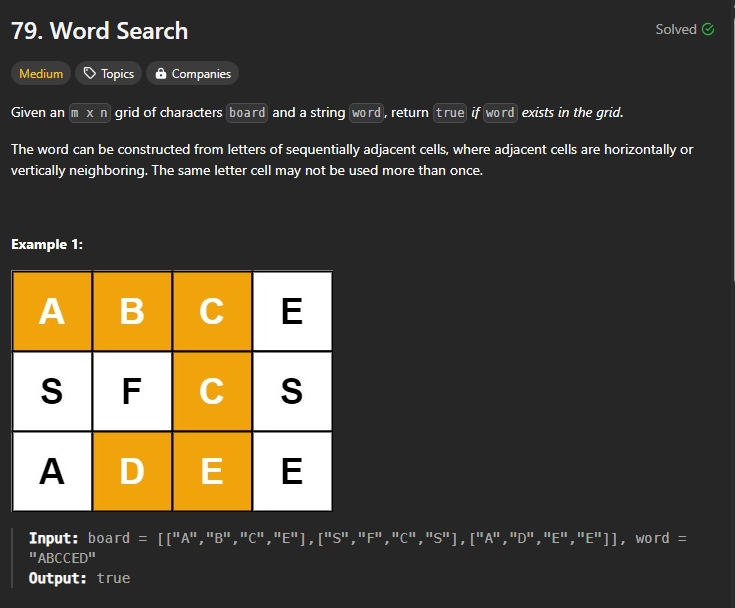 79. Word Search
Solved
Medium
Topics
Companies
Given an m x n grid of characters board and a string word, return true if word exists in the grid.
The word can be constructed from letters of sequentially adjacent cells, where adjacent cells are horizontally or
vertically neighboring. The same letter cell may not be used more than once.
Example 1:
A B C E
S F C S
A D E E
Input: board = [["A","B","C","E"],["S","F","C","S"],["A","D","E","E"]], word =
"ABCCED"
Output: true